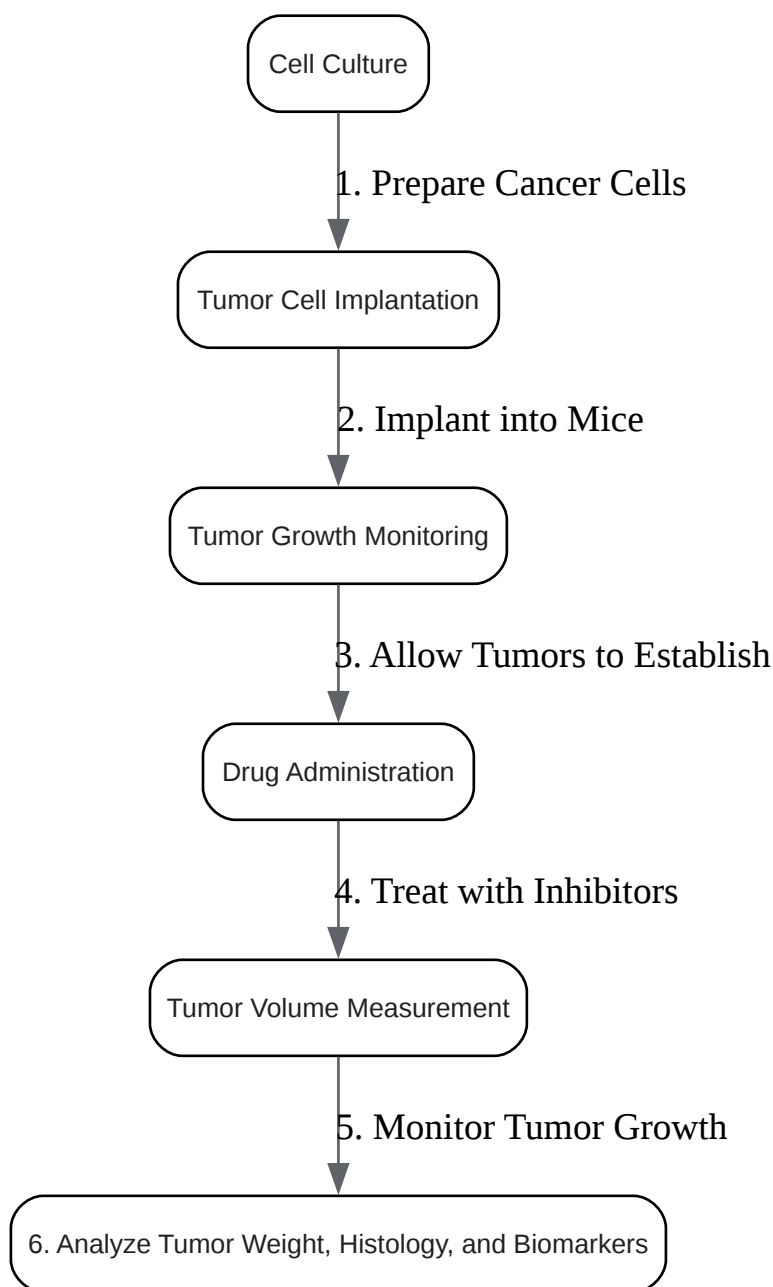 Cell Culture
1. Prepare Cancer Cells
Tumor Cell Implantation
2. Implant into Mice
Tumor Growth Monitoring
3. Allow Tumors to Establish
Drug Administration
4. Treat with Inhibitors
Tumor Volume Measurement
5. Monitor Tumor Growth
6. Analyze Tumor Weight, Histology, and Biomarkers